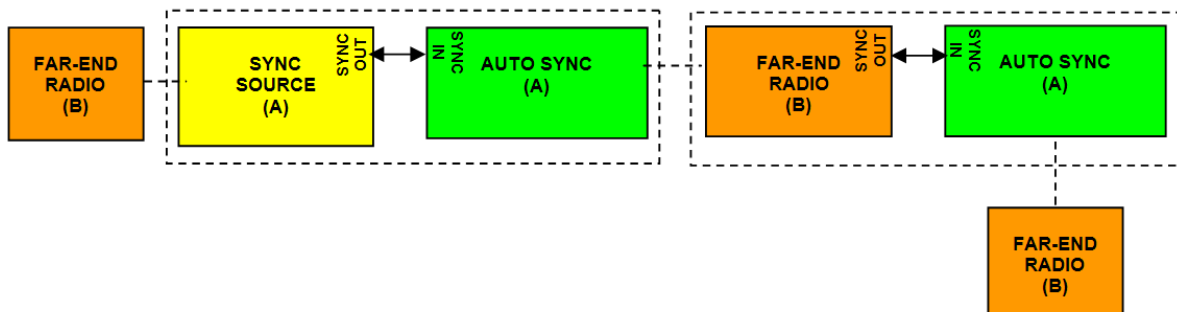 FAR-END
RADIO
(B)
SYNC
SOURCE
(A)
SYNC
OUT
SYNC
IN
AUTO SYNC
(A)
FAR-END
RADIO
(B)
SYNC
OUT
SYNC
IN
AUTO SYNC
(A)
FAR-END
RADIO
(B)